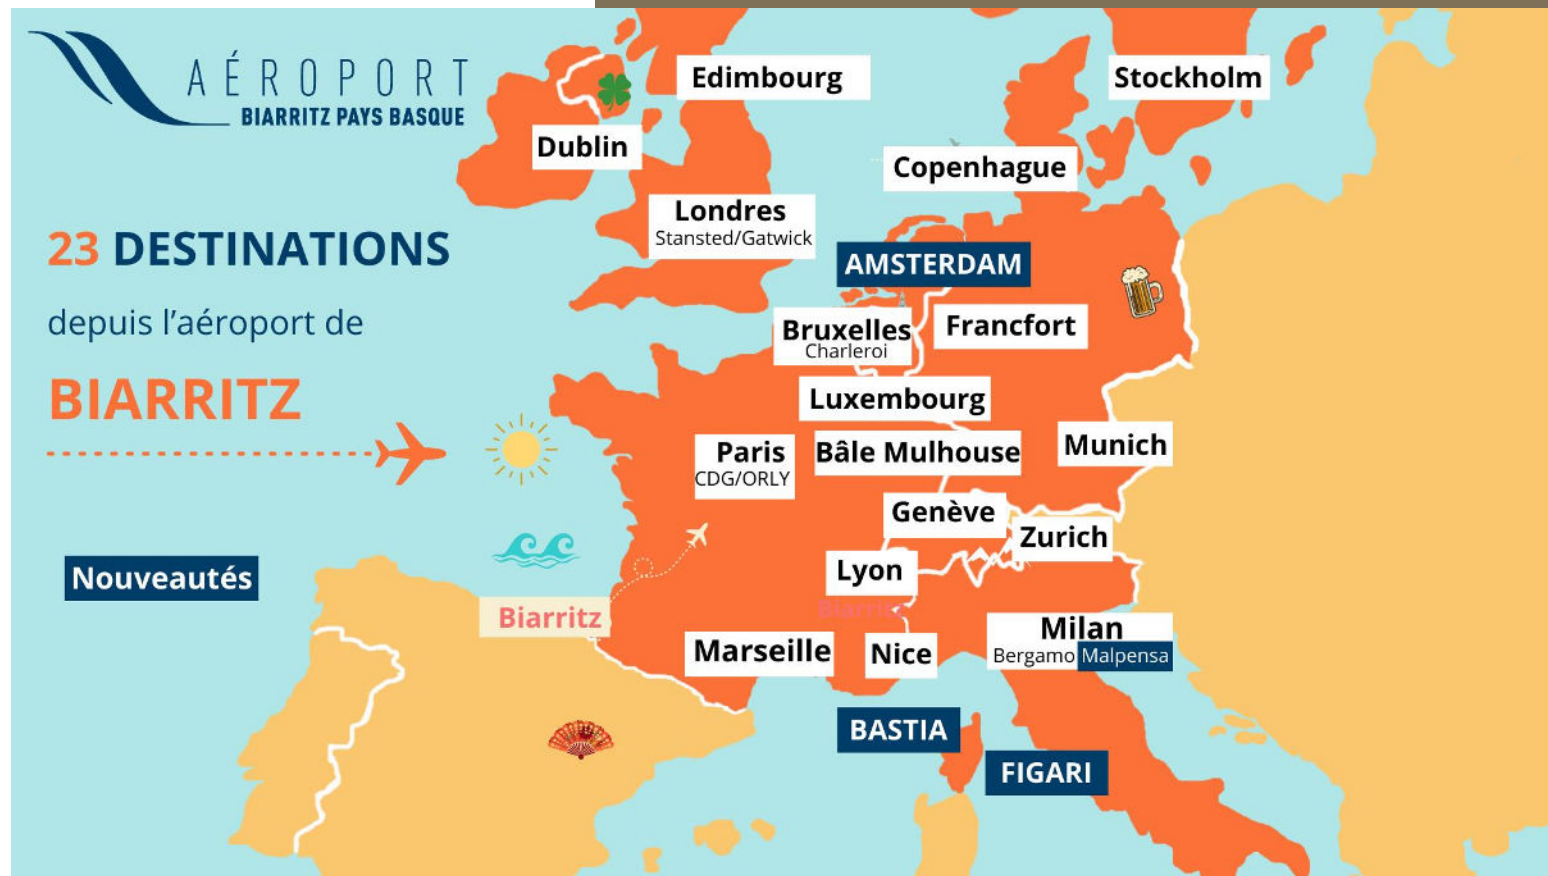 AÉROPORT
BIARRITZ PAYS BASQUE
23 DESTINATIONS
depuis l'aéroport de
BIARRITZ
Nouveautés
Edimbourg
Stockholm
Dublin
Copenhague
Londres
Stansted/Gatwick
AMSTERDAM
Bruxelles
Charleroi
Francfort
Luxembourg
Paris
CDG/ORLY
Bâle Mulhouse
Munich
Genève
Zurich
Lyon
Biarritz
Biarritz
Marseille
Nice
Milan
Bergamo Malpensa
BASTIA
FIGARI